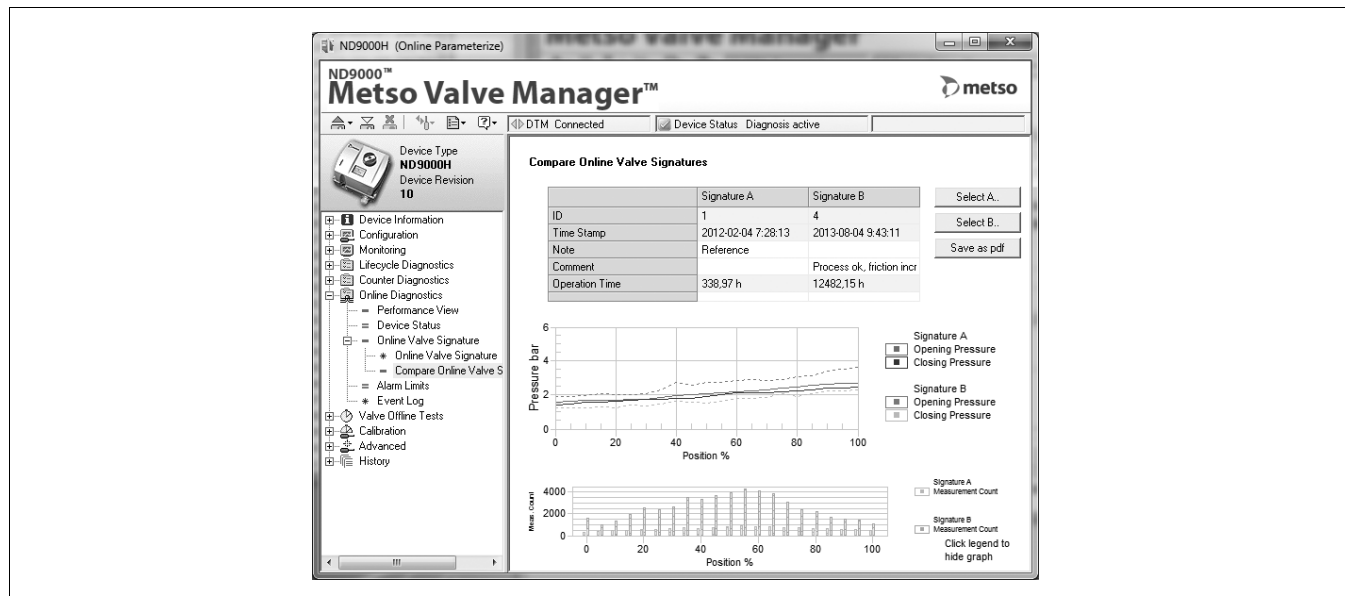 ND9000H (Online Parameterize)
Metso Valve Manager
ND9000™
Metso Valve Manager™
metso
DTM Connected
Device Status Diagnosis active
Device Type
ND9000H
Device Revision
10
Device Information
Configuration
Monitoring
Lifecycle Diagnostics
Counter Diagnostics
Online Diagnostics
Performance View
Device Status
Online Valve Signature
Online Valve Signature
Compare Online Valve S
Alarm Limits
Event Log
Valve Offline Tests
Calibration
Advanced
History
Compare Online Valve Signatures
Signature A Signature B
ID 1 4
Time Stamp 2012-02-04 7:28:13 2013-08-04 9:43:11
Note Reference
Comment Process ok, friction incr
Operation Time 338,97 h 12482,15 h
Select A..
Select B..
Save as pdf
Pressure bar
6
4
2
0
0 20 40 60 80 100
Position %
Signature A
Opening Pressure
Closing Pressure
Signature B
Opening Pressure
Closing Pressure
Meas. Count
4000
2000
0
0 20 40 60 80 100
Position %
Signature A
Measurement Count
Signature B
Measurement Count
Click legend to
hide graph